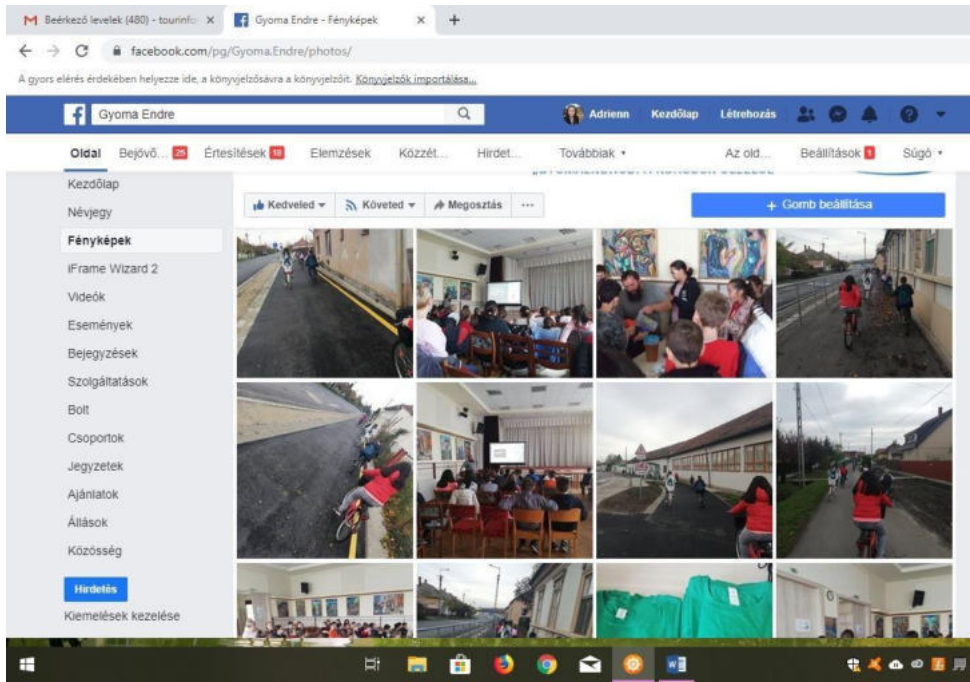 Beérkező levelek (480) - tourinfo
Gyoma Endre - Fényképek
facebook.com/pg/Gyoma.Endre/photos/
A gyors elérés érdekében helyezze ide, a könyvjelzősávra a könyvjelzőit. Könyvjelzők importálása...
Gyoma Endre
Adrienn Kezdőlap Létrehozás
Oldal Bejövő... 25 Értesítések 18 Elemzések Közzét... Hirdet... Továbbiak Az old... Beállítások 1 Súgó
Kezdőlap
Névjegy
Fényképek
iFrame Wizard 2
Videók
Események
Bejegyzések
Szolgáltatások
Bolt
Csoportok
Jegyzetek
Ajánlatok
Állások
Közösség
Hirdetés
Kiemelések kezelése
Kedveled Követed Megosztás ...
+ Gomb beállítása